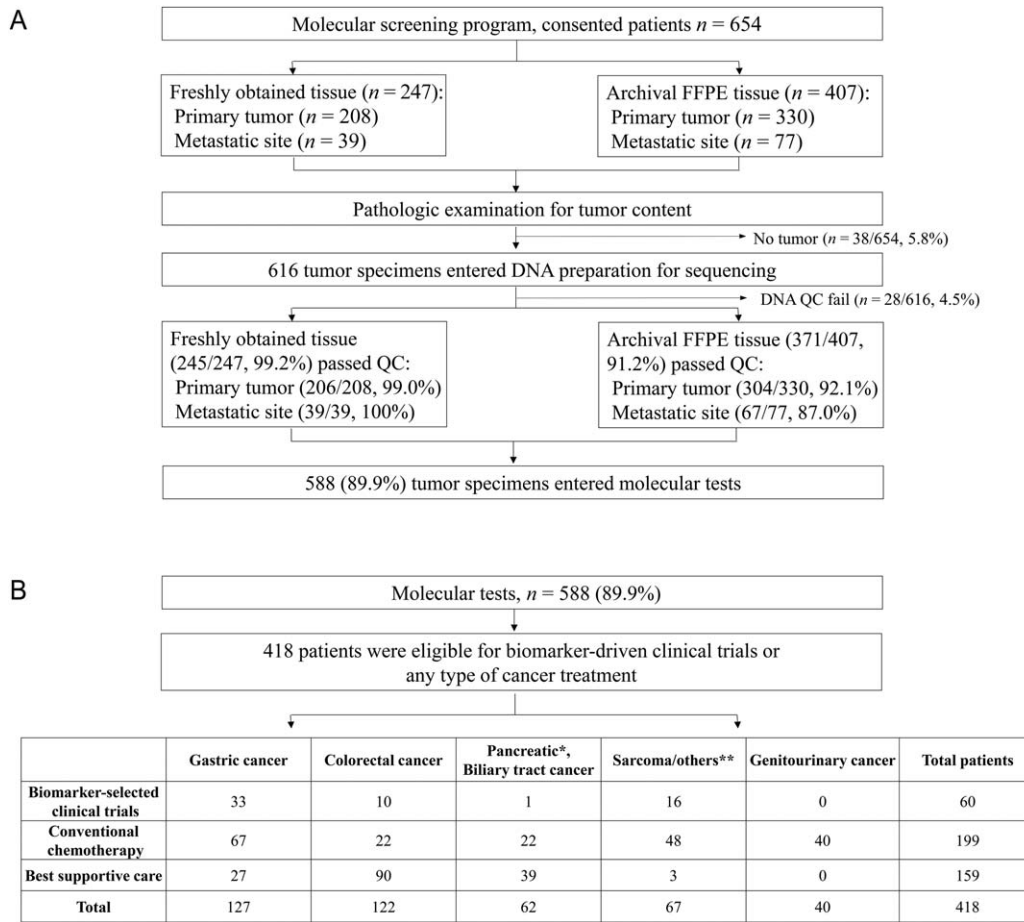 A
Molecular screening program, consented patients n = 654
Freshly obtained tissue (n = 247):
Primary tumor (n = 208)
Metastatic site (n = 39)
Archival FFPE tissue (n = 407):
Primary tumor (n = 330)
Metastatic site (n = 77)
Pathologic examination for tumor content
No tumor (n = 38/654, 5.8%)
616 tumor specimens entered DNA preparation for sequencing
DNA QC fail (n = 28/616, 4.5%)
Freshly obtained tissue
(245/247, 99.2%) passed QC:
Primary tumor (206/208, 99.0%)
Metastatic site (39/39, 100%)
Archival FFPE tissue (371/407,
91.2%) passed QC:
Primary tumor (304/330, 92.1%)
Metastatic site (67/77, 87.0%)
588 (89.9%) tumor specimens entered molecular tests
B
Molecular tests, n = 588 (89.9%)
418 patients were eligible for biomarker-driven clinical trials or
any type of cancer treatment
Gastric cancer Colorectal cancer Pancreatic*, Biliary tract cancer Sarcoma/others** Genitourinary cancer Total patients
Biomarker-selected
clinical trials 33 10 1 16 0 60
Conventional
chemotherapy 67 22 22 48 40 199
Best supportive care 27 90 39 3 0 159
Total 127 122 62 67 40 418